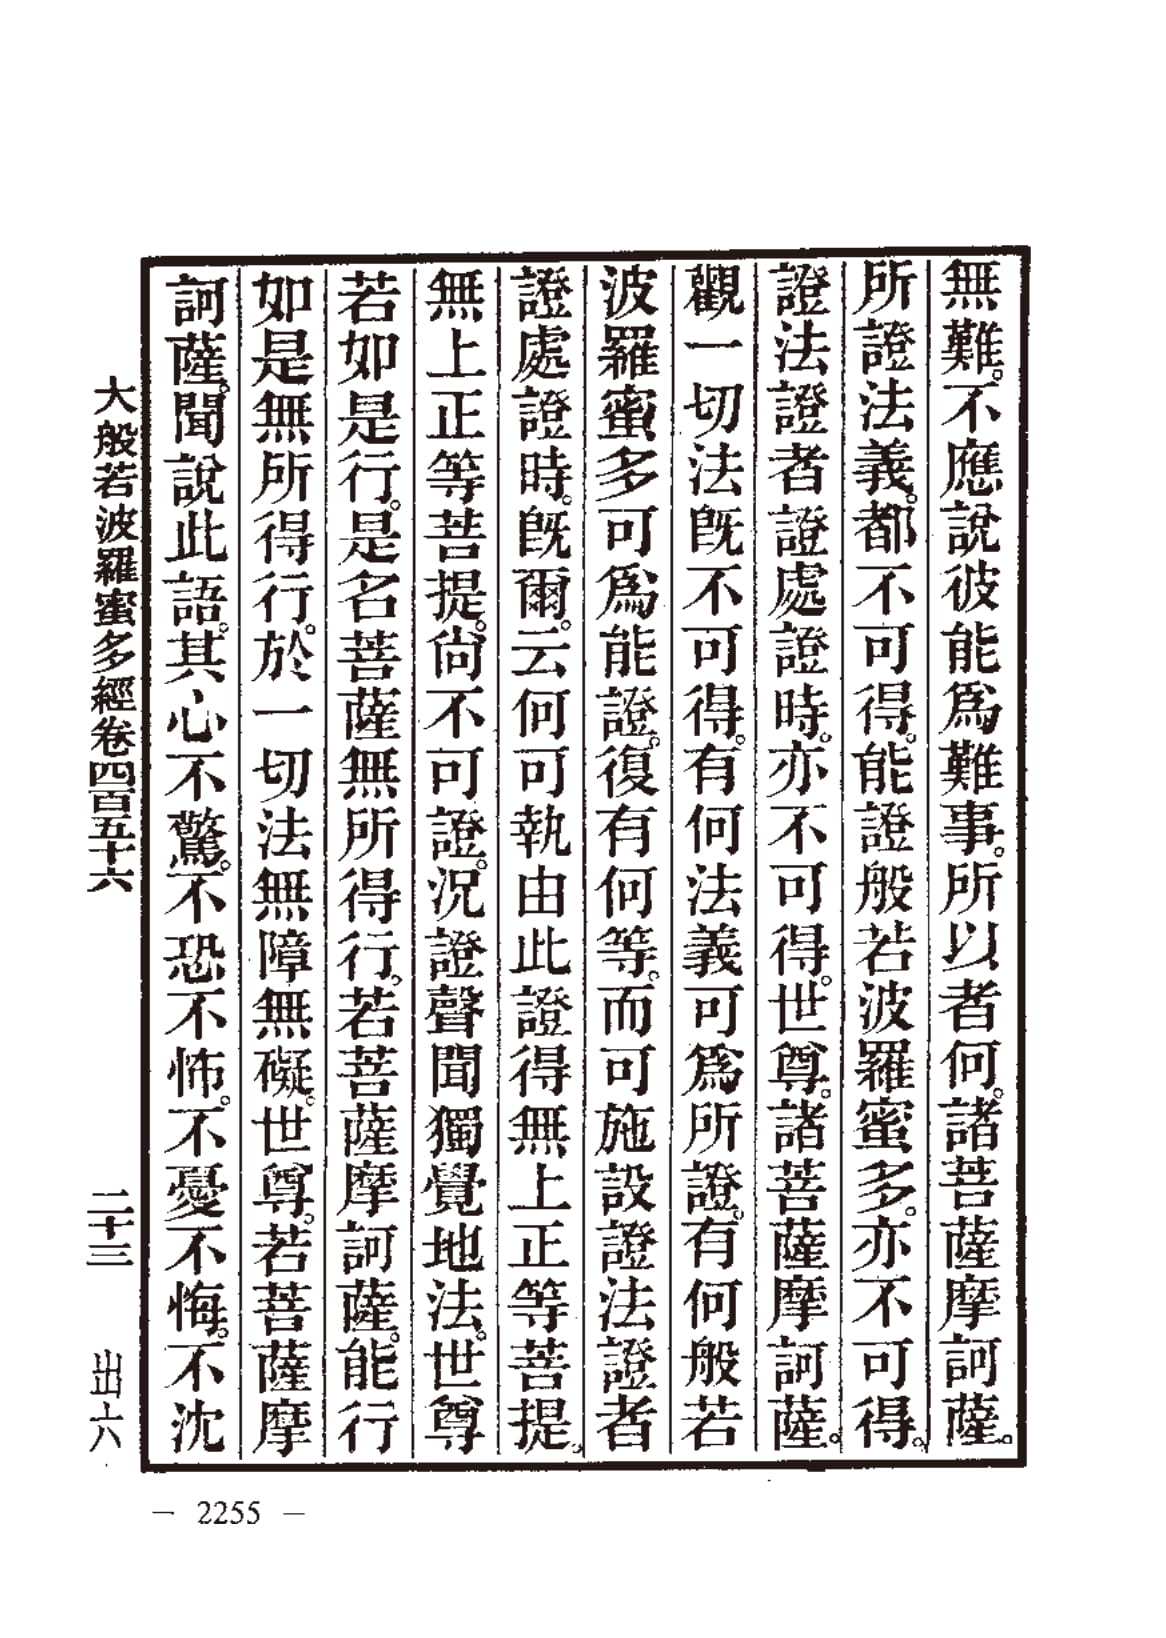 無難。不應說彼能爲難事。所以者何。諸菩薩摩訶薩。
所證法義。都不可得。能證般若波羅蜜多。亦不可得。
證法證者證處證時。亦不可得。世尊。諸菩薩摩訶薩。
觀一切法既不可得。有何法義可爲所證。有何般若
波羅蜜多可爲能證。復有何等。而可施設證法證者
證處證時。既爾。云何可執由此證得無上正等菩提。
無上正等菩提。尚不可證。況證聲聞獨覺地法。世尊
若如是行。是名菩薩無所得行。若菩薩摩訶薩。能行
如是無所得行。於一切法無障無礙。世尊。若菩薩摩
訶薩。聞說此語。其心不驚。不恐不怖。不憂不悔。不沈
大般若波羅蜜多經卷四百五十六 二十三 出六
— 2255 —